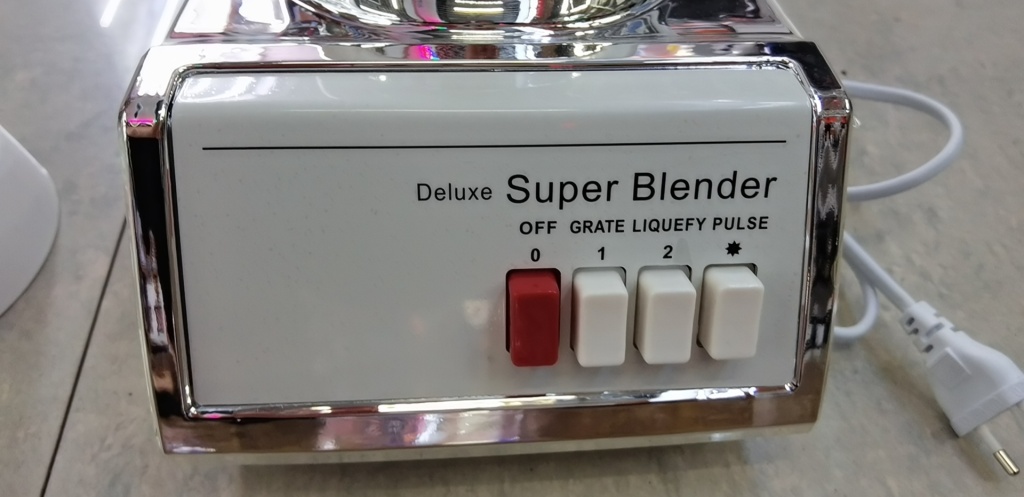 Deluxe Super Blender
OFF GRATE LIQUEFY PULSE
0 1 2